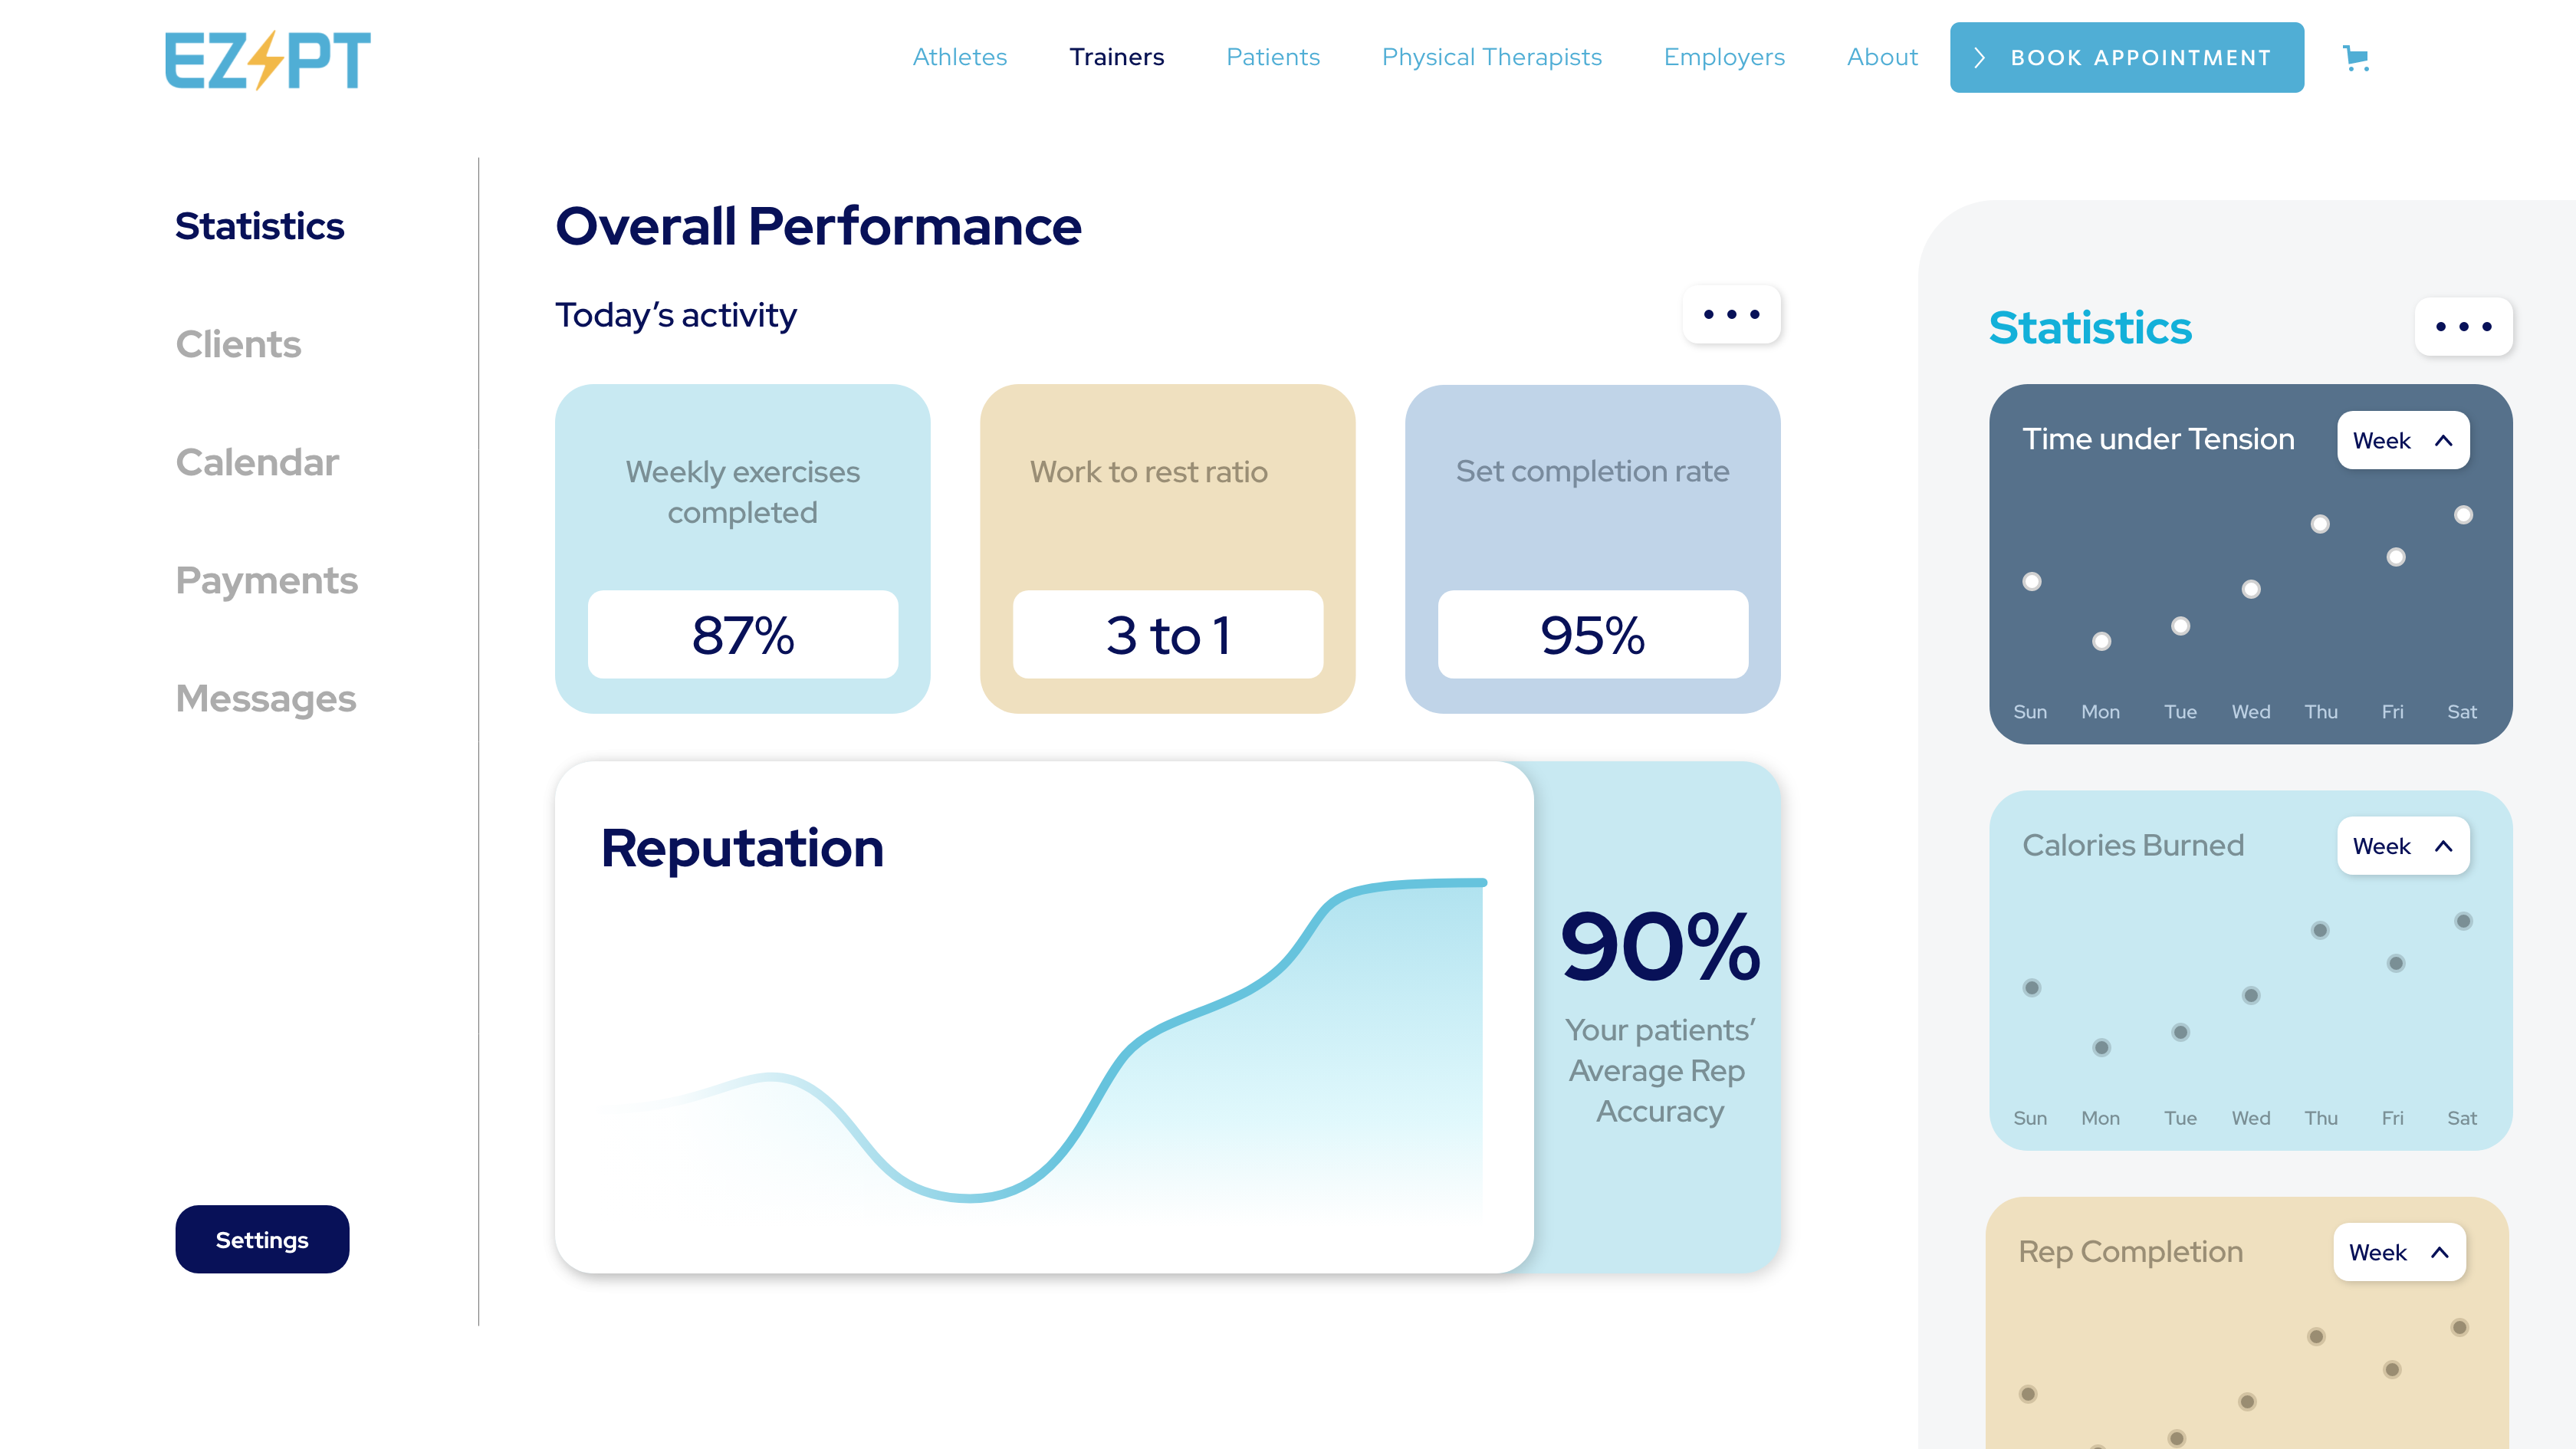 EZPT
Athletes
Trainers
Patients
Physical Therapists
Employers
About
BOOK APPOINTMENT
Statistics
Clients
Calendar
Payments
Messages
Settings
Overall Performance
Today’s activity
Weekly exercises
completed
87%
Work to rest ratio
3 to 1
Set completion rate
95%
Reputation
90%
Your patients’
Average Rep
Accuracy
Statistics
Time under Tension
Week
Sun Mon Tue Wed Thu Fri Sat
Calories Burned
Week
Sun Mon Tue Wed Thu Fri Sat
Rep Completion
Week